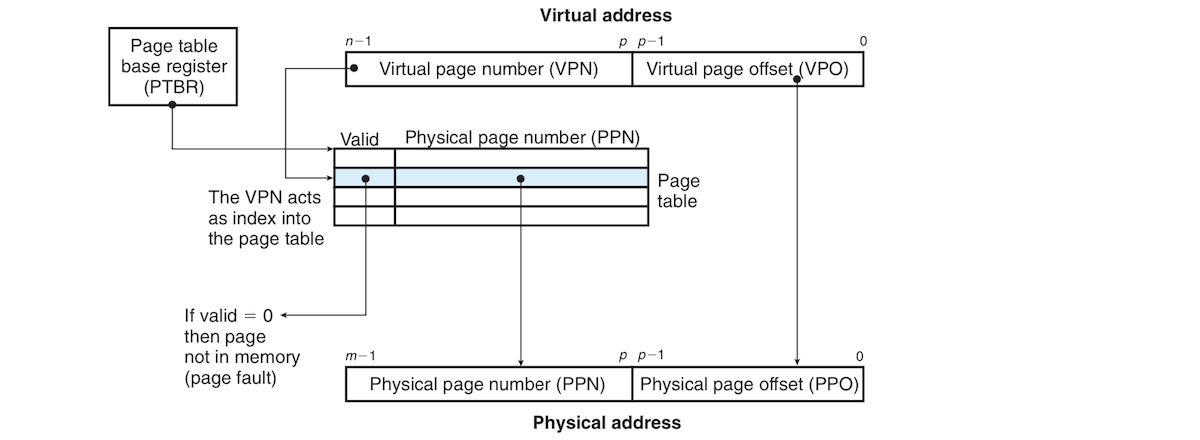 Virtual address
n−1 p p−1 0
Page table
base register
(PTBR)
Virtual page number (VPN) Virtual page offset (VPO)
Valid Physical page number (PPN)
Page
table
The VPN acts
as index into
the page table
If valid = 0
then page
not in memory
(page fault)
m−1 p p−1 0
Physical page number (PPN) Physical page offset (PPO)
Physical address